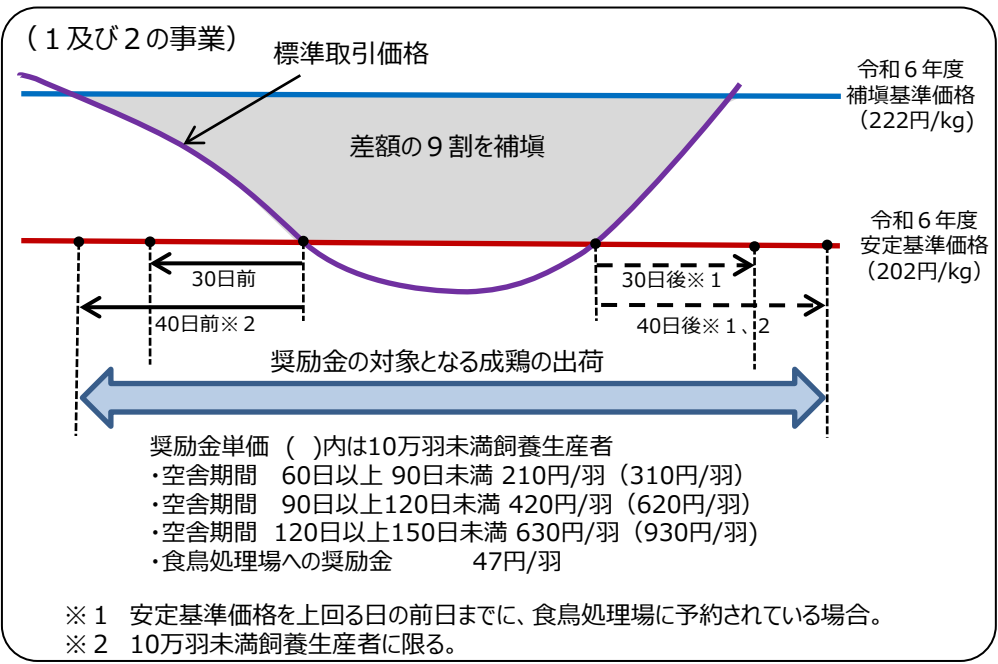 （１及び２の事業）
標準取引価格
令和６年度
補塡基準価格
（222円/kg）
差額の９割を補塡
令和６年度
安定基準価格
（202円/kg）
30日前
30日後※１
40日前※２
40日後※１、２
奨励金の対象となる成鶏の出荷
奨励金単価 （ ）内は10万羽未満飼養生産者
・空舎期間 60日以上 90日未満 210円/羽（310円/羽）
・空舎期間 90日以上120日未満 420円/羽（620円/羽）
・空舎期間 120日以上150日未満 630円/羽（930円/羽)
・食鳥処理場への奨励金 47円/羽
※１ 安定基準価格を上回る日の前日までに、食鳥処理場に予約されている場合。
※２ 10万羽未満飼養生産者に限る。